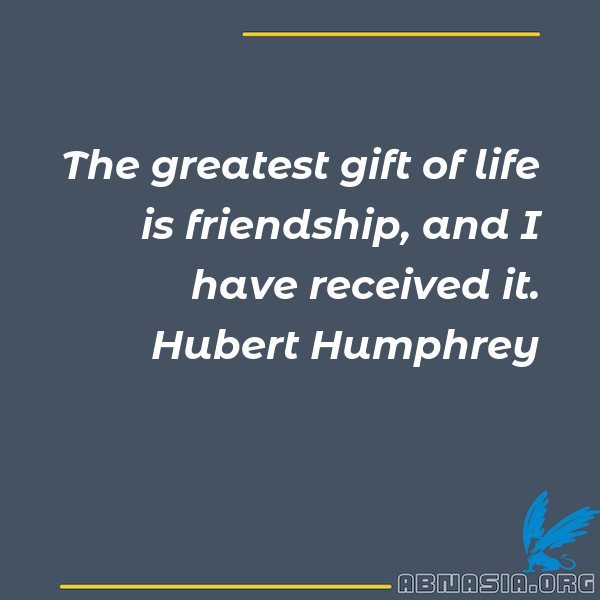 The greatest gift of life
is friendship, and I
have received it.
Hubert Humphrey
ABNASIA.ORG